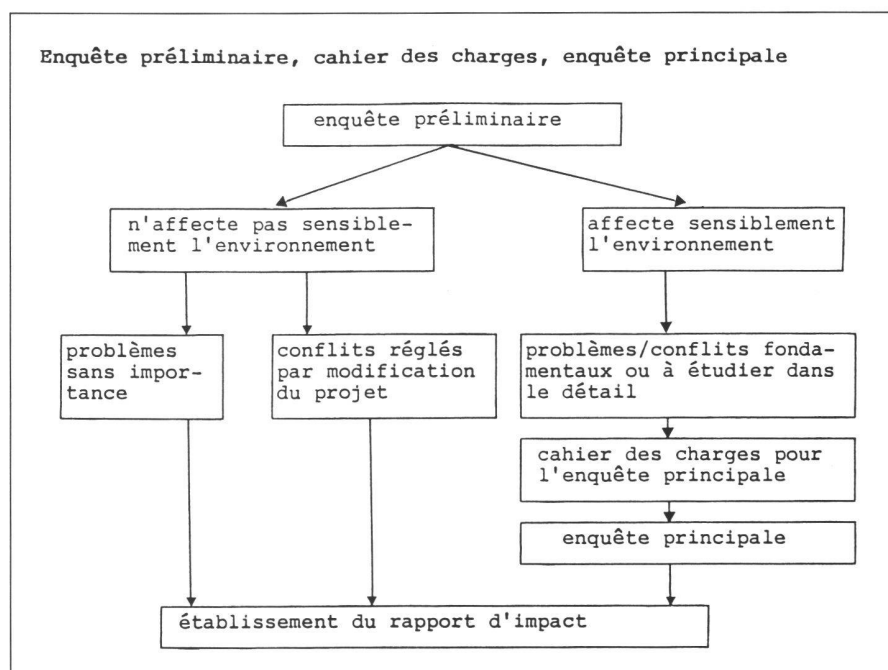 Enquête préliminaire, cahier des charges, enquête principale
enquête préliminaire
n'affecte pas sensible-
ment l'environnement
affecte sensiblement
l'environnement
problèmes
sans impor-
tance
conflits réglés
par modification
du projet
problèmes/conflits fonda-
mentaux ou à étudier dans
le détail
cahier des charges pour
l'enquête principale
enquête principale
établissement du rapport d'impact